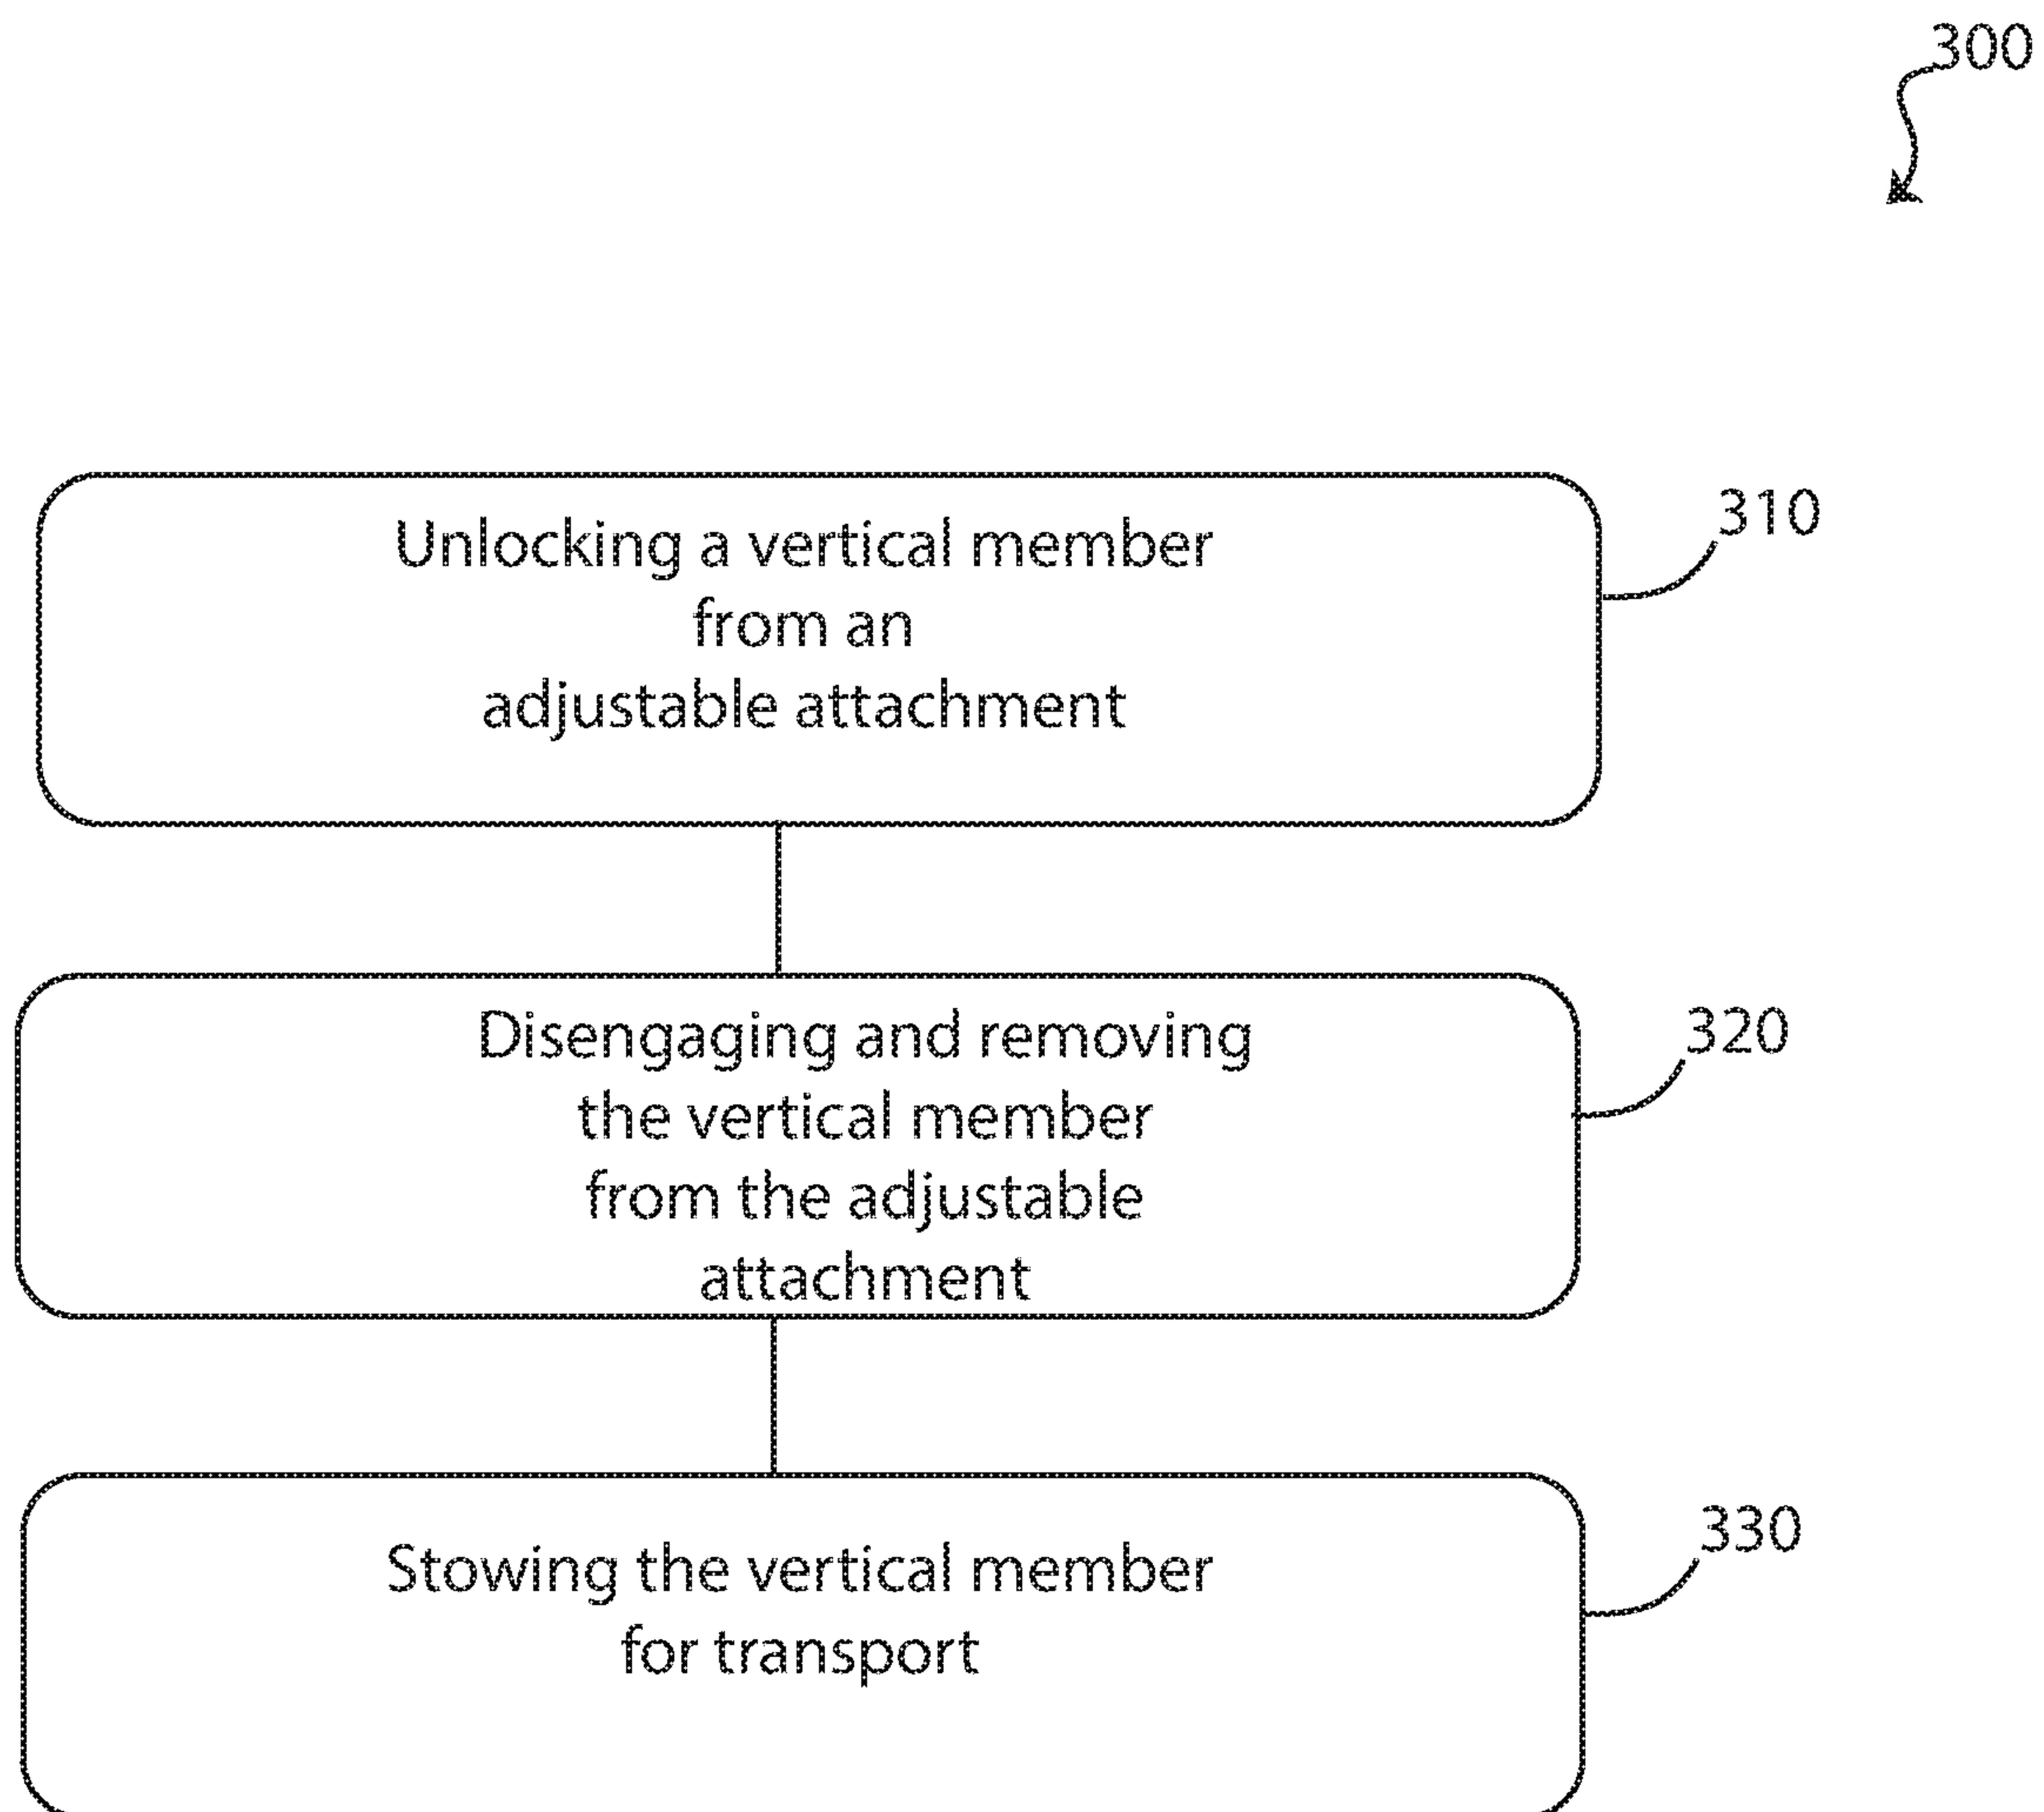 300
Unlocking a vertical member
from an
adjustable attachment
310
Disengaging and removing
the vertical member
from the adjustable
attachment
320
Stowing the vertical member
for transport
330